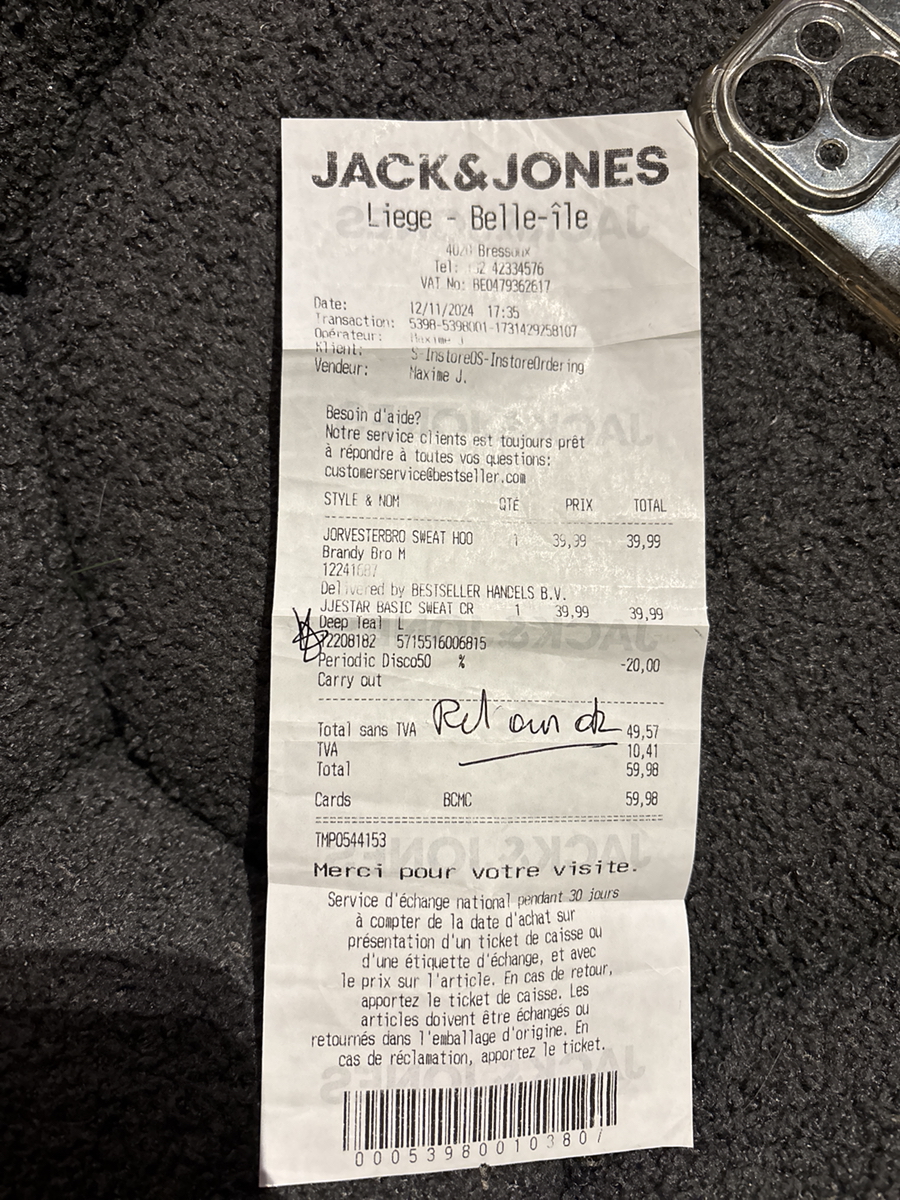 JACK&JONES
Liege - Belle-île
4020 Bressoux
Tel: 42334576
VAT No: BE0479362617
Date: 12/11/2024 17:35
Transaction: 5398-5398001-1731429258107
Opérateur: Maxime J
Klient: S-InstoreOS-InstoreOrdering
Vendeur: Maxime J.
Besoin d'aide?
Notre service clients est toujours prêt
à répondre à toutes vos questions:
customerservice@bestseller.com
STYLE & NOM QTÉ PRIX TOTAL
JORVESTERBRO SWEAT HOO 1 39,99 39,99
Brandy Bro M
12241687
Delivered by BESTSELLER HANDELS B.V.
JJESTAR BASIC SWEAT CR 1 39,99 39,99
Deep Teal L
12208182 5715516006815
Periodic Disco50 % -20,00
Carry out
Total sans TVA 49,57
TVA 10,41
Total 59,98
Cards BCMC 59,98
TMP0544153
Merci pour votre visite.
Service d'échange national pendant 30 jours
à compter de la date d'achat sur
présentation d'un ticket de caisse ou
d'une étiquette d'échange, et avec
le prix sur l'article. En cas de retour,
apportez le ticket de caisse. Les
articles doivent être échangés ou
retournés dans l'emballage d'origine. En
cas de réclamation, apportez le ticket.
000539800103807